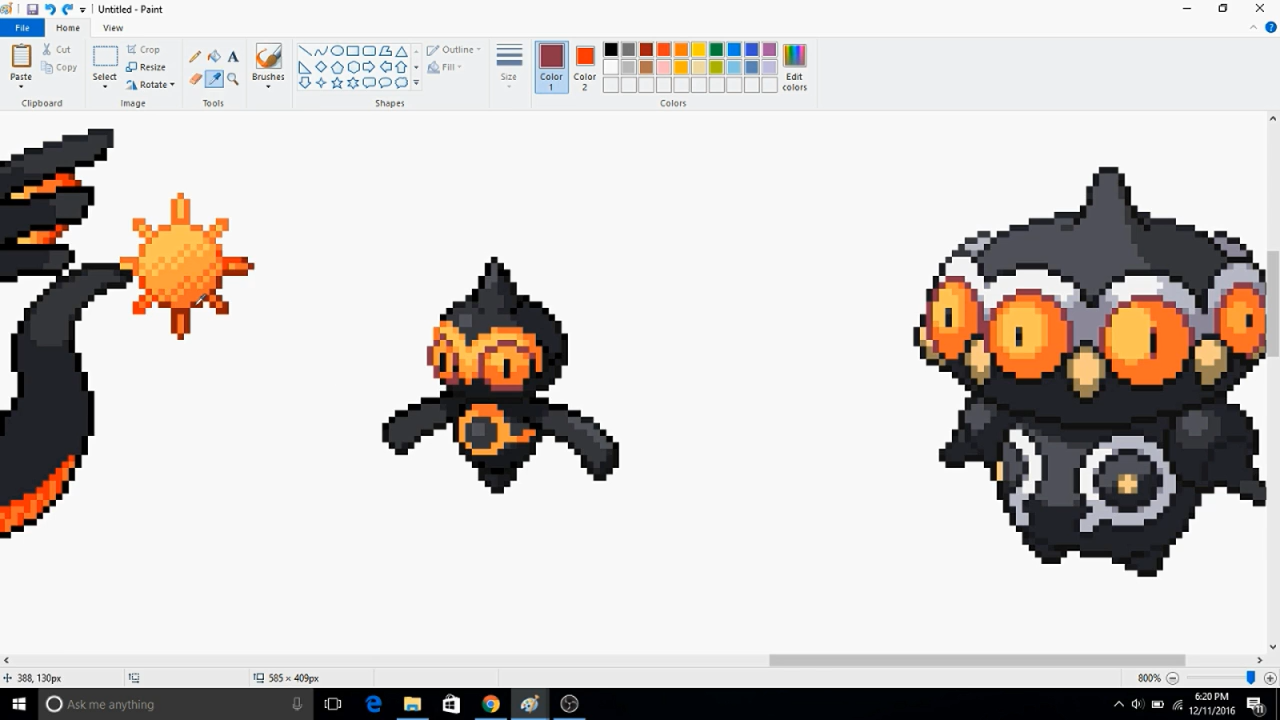 Untitled - Paint
File
Home
View
Paste
Cut
Copy
Clipboard
Select
Crop
Resize
Rotate
Image
A
Tools
Brushes
Outline
Fill
Shapes
Size
Color 1
Color 2
Edit colors
Colors
388, 130px
585 × 409px
800%
Ask me anything
6:20 PM
12/11/2016
11